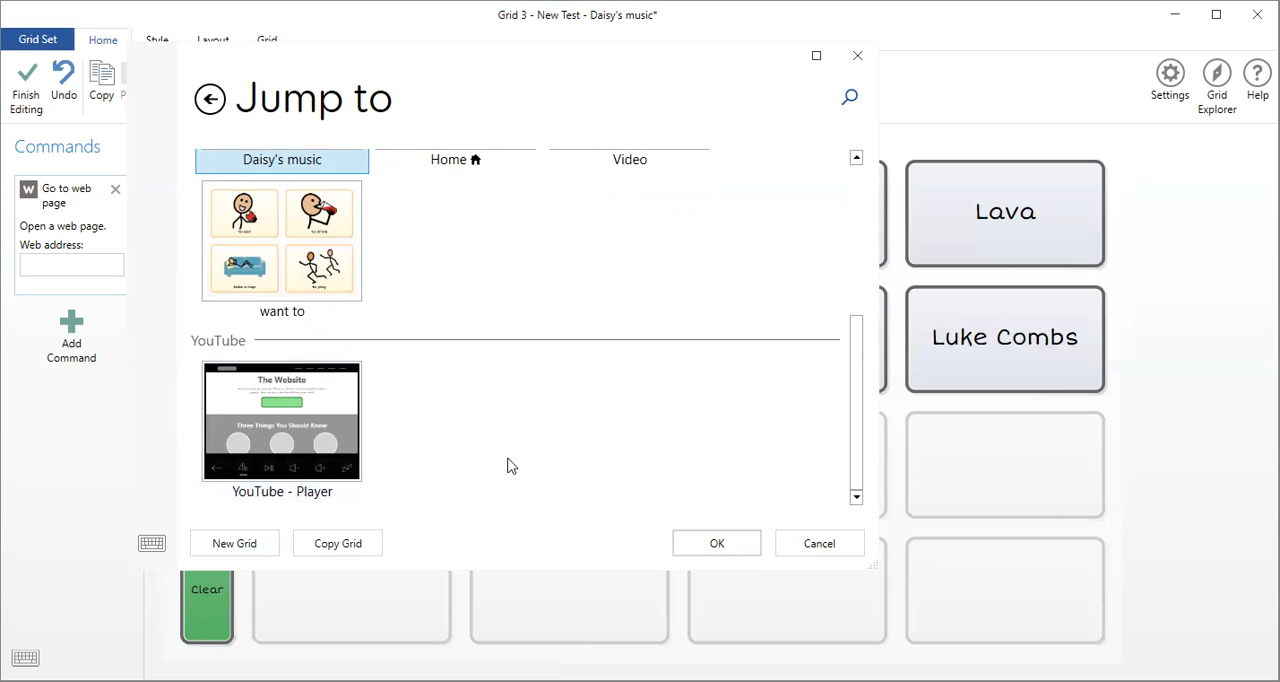 Grid 3 - New Test - Daisy's music*
Grid Set Home Style Layout Grid
Finish Editing
Undo
Copy
P
Settings
Grid Explorer
Help
Commands
W Go to web page
Open a web page.
Web address:
Add Command
Jump to
Daisy's music
Home
Video
want to
YouTube
The Website
Three Things You Should Know
YouTube - Player
New Grid
Copy Grid
OK
Cancel
Lava
Luke Combs
Clear